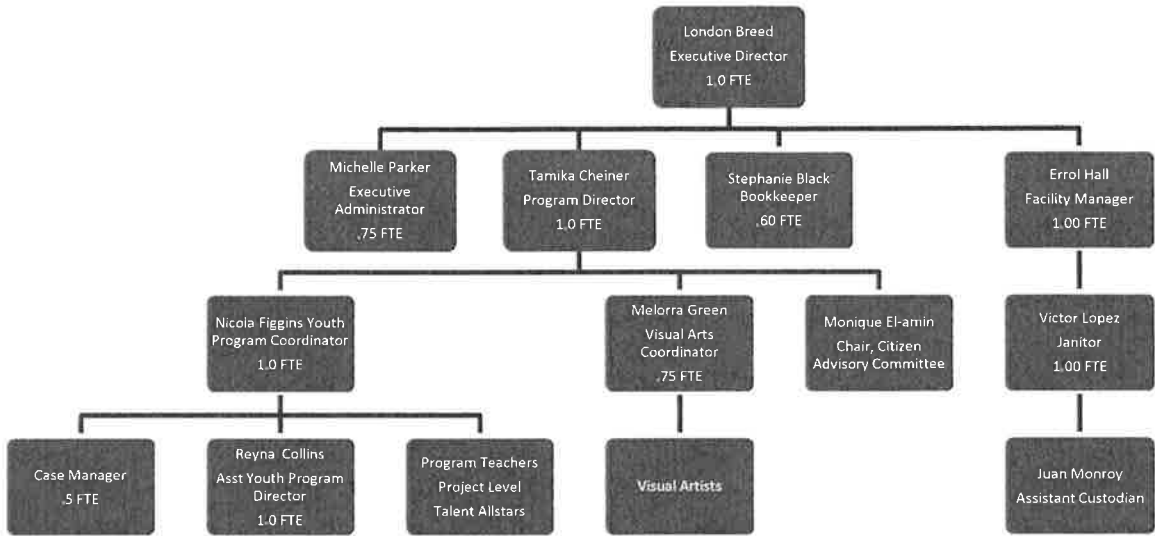 London Breed
Executive Director
1.0 FTE
Michelle Parker
Executive
Administrator
.75 FTE
Tamika Cheiner
Program Director
1.0 FTE
Stephanie Black
Bookkeeper
.60 FTE
Errol Hall
Facility Manager
1.00 FTE
Nicola Figgins Youth
Program Coordinator
1.0 FTE
Melorra Green
Visual Arts
Coordinator
.75 FTE
Monique El-amin
Chair, Citizen
Advisory Committee
Victor Lopez
Janitor
1.00 FTE
Case Manager
.5 FTE
Reyna Collins
Asst Youth Program
Director
1.0 FTE
Program Teachers
Project Level
Talent Allstars
Visual Artists
Juan Monroy
Assistant Custodian